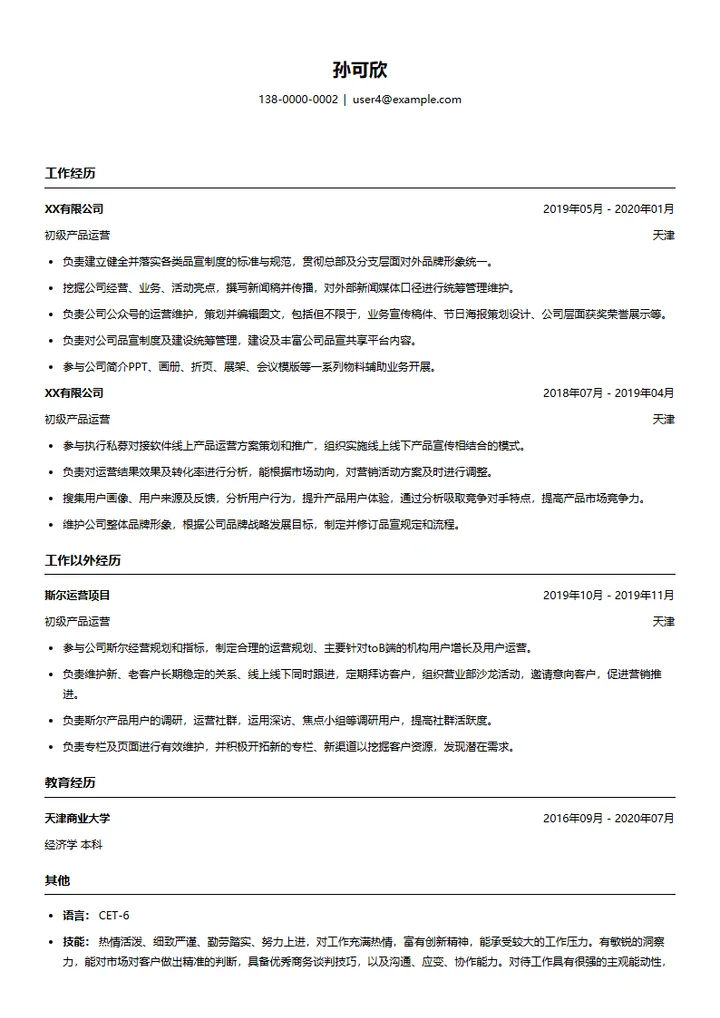 孙可欣
138-0000-0002 | user4@example.com
工作经历
XX有限公司 2019年05月 - 2020年01月
初级产品运营 天津
• 负责建立健全并落实各类品宣制度的标准与规范，贯彻总部及分支层面对外品牌形象统一。
• 挖掘公司经营、业务、活动亮点，撰写新闻稿并传播，对外部新闻媒体口径进行统筹管理维护。
• 负责公司公众号的运营维护，策划并编辑图文，包括但不限于，业务宣传稿件、节日海报策划设计、公司层面获奖荣誉展示等。
• 负责对公司品宣制度及建设统筹管理，建设及丰富公司品宣共享平台内容。
• 参与公司简介PPT、画册、折页、展架、会议模版等一系列物料辅助业务开展。
XX有限公司 2018年07月 - 2019年04月
初级产品运营 天津
• 参与执行私募对接软件线上产品运营方案策划和推广，组织实施线上线下产品宣传相结合的模式。
• 负责对运营结果效果及转化率进行分析，能根据市场动向，对营销活动方案及时进行调整。
• 搜集用户画像、用户来源及反馈，分析用户行为，提升产品用户体验，通过分析吸取竞争对手特点，提高产品市场竞争力。
• 维护公司整体品牌形象，根据公司品牌战略发展目标，制定并修订品宣规定和流程。
工作以外经历
斯尔运营项目 2019年10月 - 2019年11月
初级产品运营 天津
• 参与公司斯尔经营规划和指标，制定合理的运营规划、主要针对toB端的机构用户增长及用户运营。
• 负责维护新、老客户长期稳定的关系、线上线下同时跟进，定期拜访客户，组织营业部沙龙活动，邀请意向客户，促进营销推
进。
• 负责斯尔产品用户的调研，运营社群，运用深访、焦点小组等调研用户，提高社群活跃度。
• 负责专栏及页面进行有效维护，并积极开拓新的专栏、新渠道以挖掘客户资源，发现潜在需求。
教育经历
天津商业大学 2016年09月 - 2020年07月
经济学 本科
其他
• 语言： CET-6
• 技能： 热情活泼、细致严谨、勤劳踏实、努力上进，对工作充满热情，富有创新精神，能承受较大的工作压力。有敏锐的洞察
力，能对市场对客户做出精准的判断，具备优秀商务谈判技巧，以及沟通、应变、协作能力。对待工作具有很强的主观能动性，